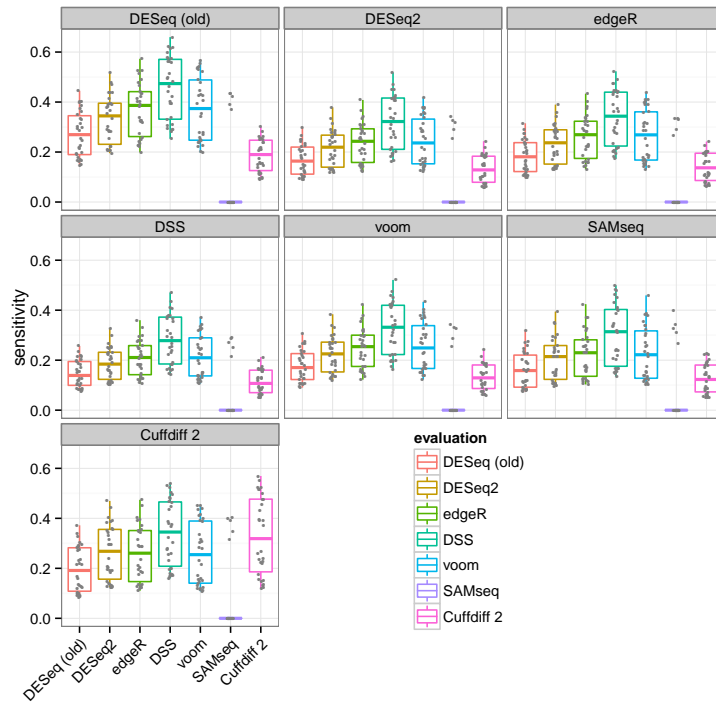 DESeq (old) DESeq2 edgeR
0.6
0.4
0.2
0.0
DSS voom SAMseq
0.6
0.4
0.2
0.0
sensitivity
Cuffdiff 2
0.6
0.4
0.2
0.0
DESeq (old) DESeq2 edgeR DSS voom SAMseq Cuffdiff 2
evaluation
DESeq (old)
DESeq2
edgeR
DSS
voom
SAMseq
Cuffdiff 2